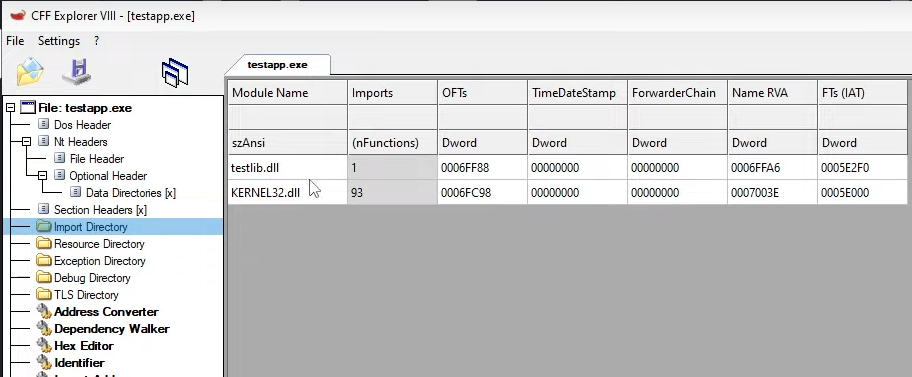 CFF Explorer VIII - [testapp.exe]
File Settings ?
testapp.exe
File: testapp.exe
Dos Header
Nt Headers
File Header
Optional Header
Data Directories [x]
Section Headers [x]
Import Directory
Resource Directory
Exception Directory
Debug Directory
TLS Directory
Address Converter
Dependency Walker
Hex Editor
Identifier
Module Name Imports OFTs TimeDateStamp ForwarderChain Name RVA FTs (IAT)
szAnsi (nFunctions) Dword Dword Dword Dword Dword
testlib.dll 1 0006FF88 00000000 00000000 0006FFA6 0005E2F0
KERNEL32.dll 93 0006FC98 00000000 00000000 0007003E 0005E000